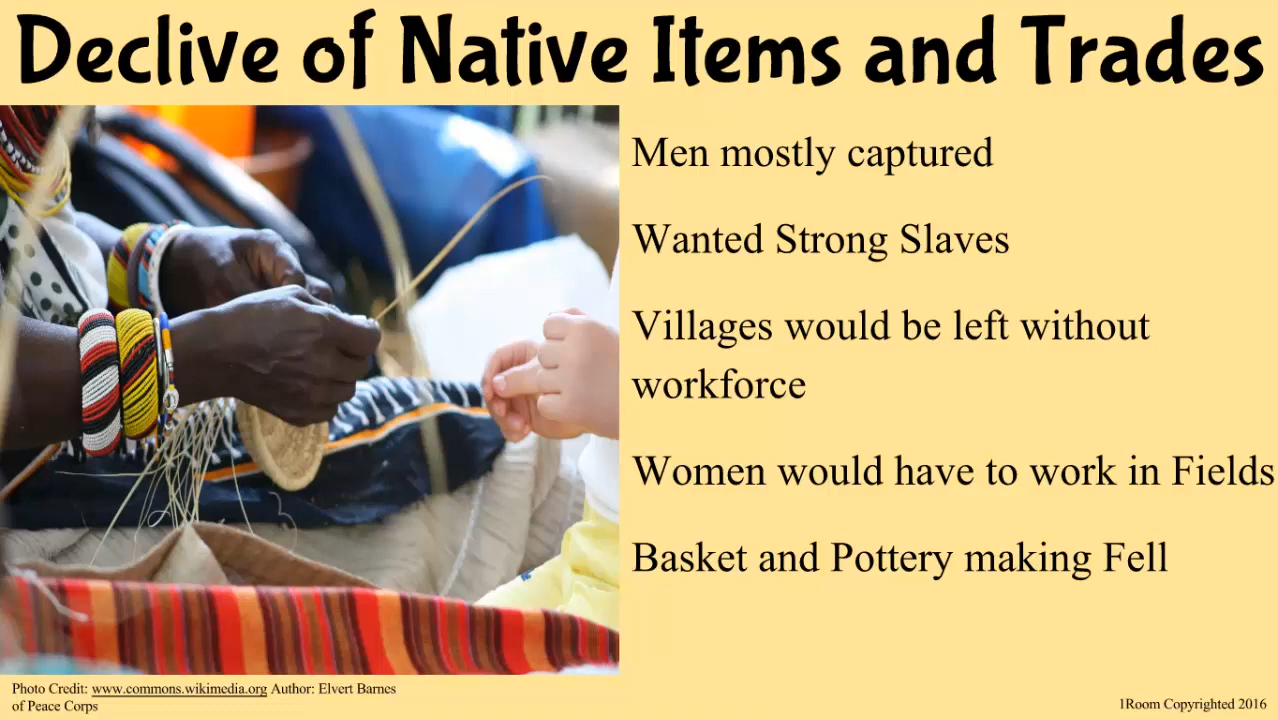 Declive of Native Items and Trades
Men mostly captured
Wanted Strong Slaves
Villages would be left without
workforce
Women would have to work in Fields
Basket and Pottery making Fell
Photo Credit: www.commons.wikimedia.org Author: Elvert Barnes
of Peace Corps
1Room Copyrighted 2016